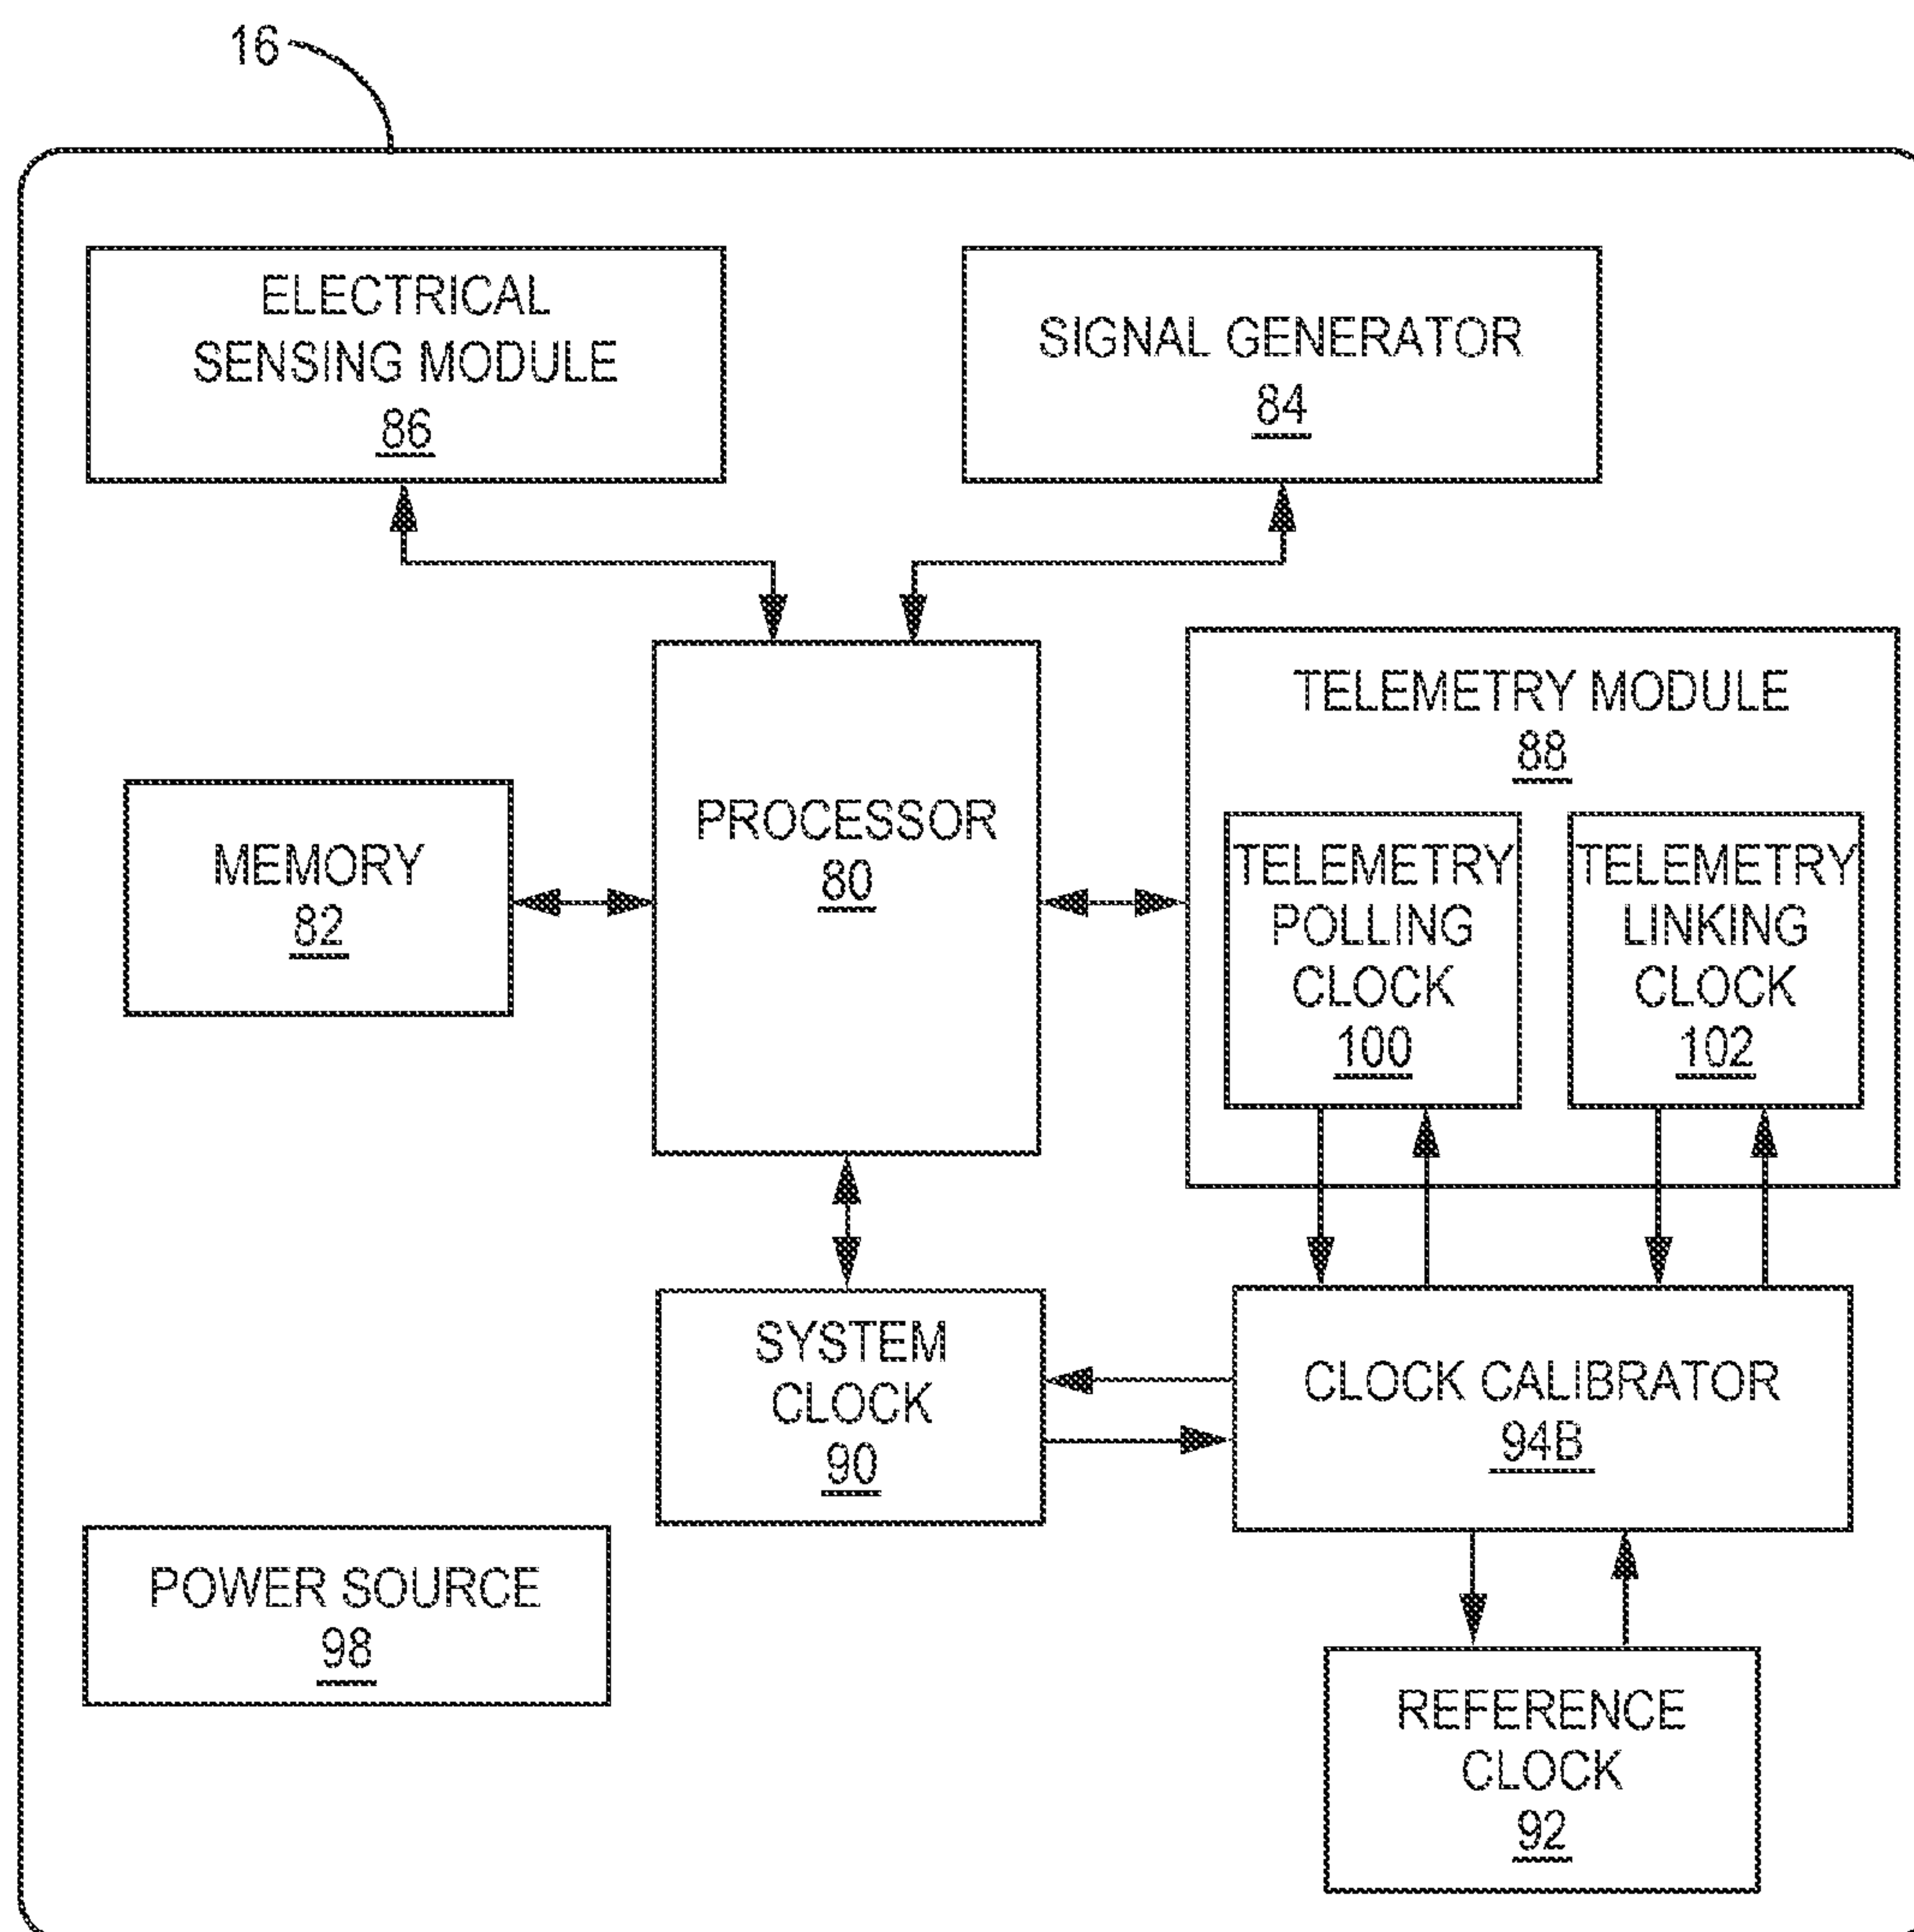 16
ELECTRICAL
SENSING MODULE
86
SIGNAL GENERATOR
84
PROCESSOR
80
MEMORY
82
TELEMETRY MODULE
88
TELEMETRY
POLLING
CLOCK
100
TELEMETRY
LINKING
CLOCK
102
SYSTEM
CLOCK
90
CLOCK CALIBRATOR
94B
POWER SOURCE
98
REFERENCE
CLOCK
92